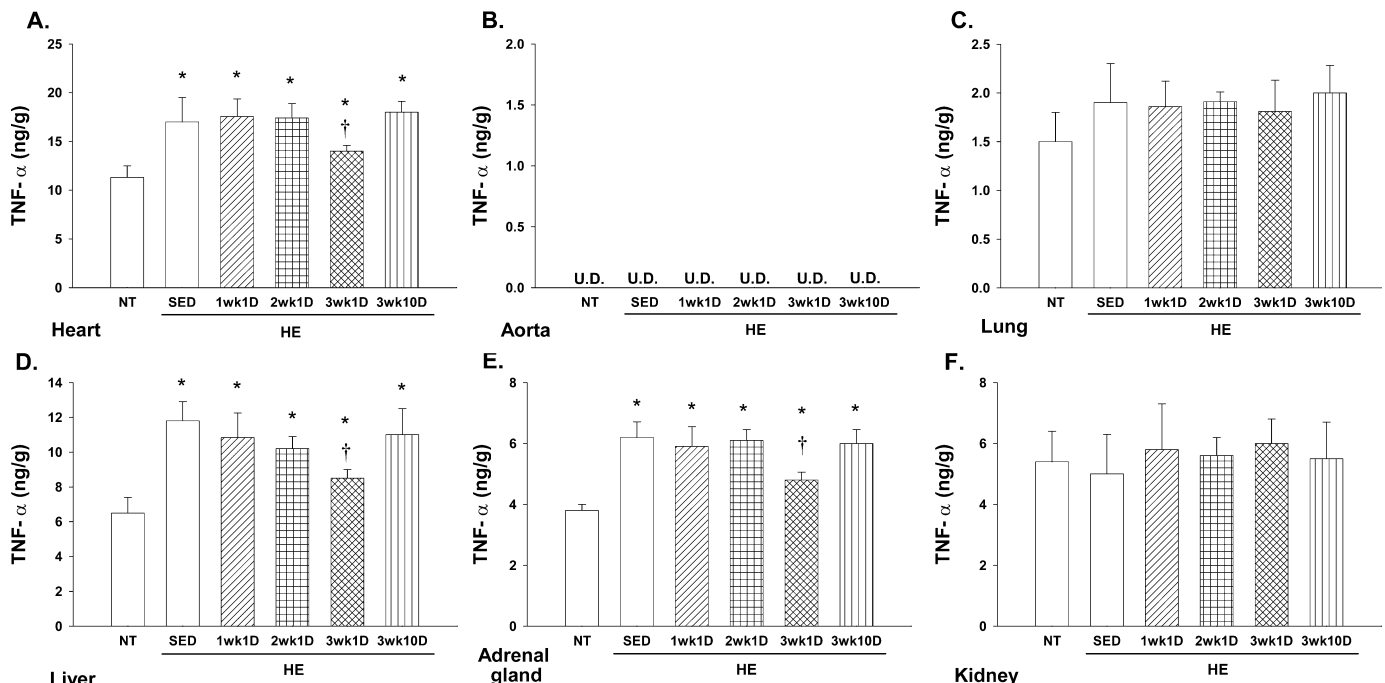 A.
TNF- α (ng/g)
25
20
15
10
5
0
*
*
*
*
†
*
NT SED 1wk1D 2wk1D 3wk1D 3wk10D
HE
Heart
B.
TNF- α (ng/g)
2.0
1.5
1.0
0.5
0.0
U.D. U.D. U.D. U.D. U.D. U.D.
NT SED 1wk1D 2wk1D 3wk1D 3wk10D
HE
Aorta
C.
TNF- α (ng/g)
2.5
2.0
1.5
1.0
0.5
0.0
NT SED 1wk1D 2wk1D 3wk1D 3wk10D
HE
Lung
D.
TNF- α (ng/g)
14
12
10
8
6
4
2
0
*
*
*
*
†
*
NT SED 1wk1D 2wk1D 3wk1D 3wk10D
HE
Liver
E.
TNF- α (ng/g)
8
6
4
2
0
*
*
*
*
†
*
NT SED 1wk1D 2wk1D 3wk1D 3wk10D
HE
Adrenal
gland
F.
TNF- α (ng/g)
8
6
4
2
0
NT SED 1wk1D 2wk1D 3wk1D 3wk10D
HE
Kidney